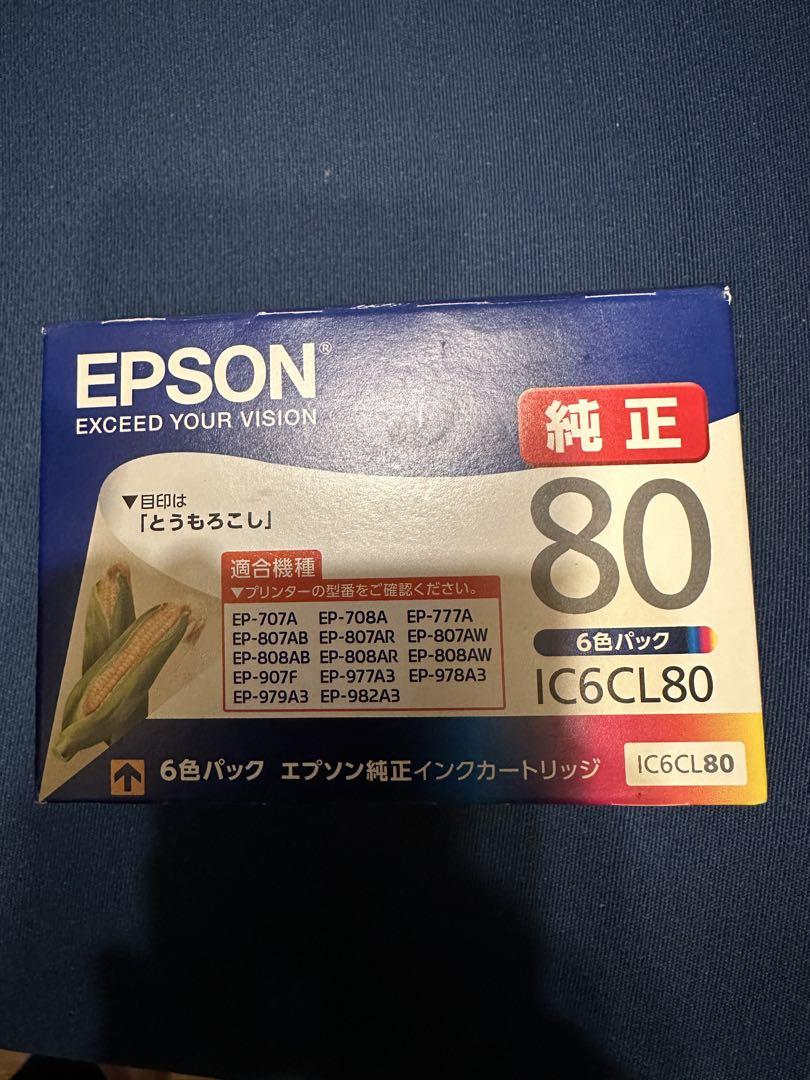 EPSON®
EXCEED YOUR VISION
純正
▼目印は
「とうもろこし」
80
適合機種
▼プリンターの型番をご確認ください。
EP-707A EP-708A EP-777A
EP-807AB EP-807AR EP-807AW
EP-808AB EP-808AR EP-808AW
EP-907F EP-977A3 EP-978A3
EP-979A3 EP-982A3
6色パック
IC6CL80
6色パック エプソン純正インクカートリッジ
IC6CL80